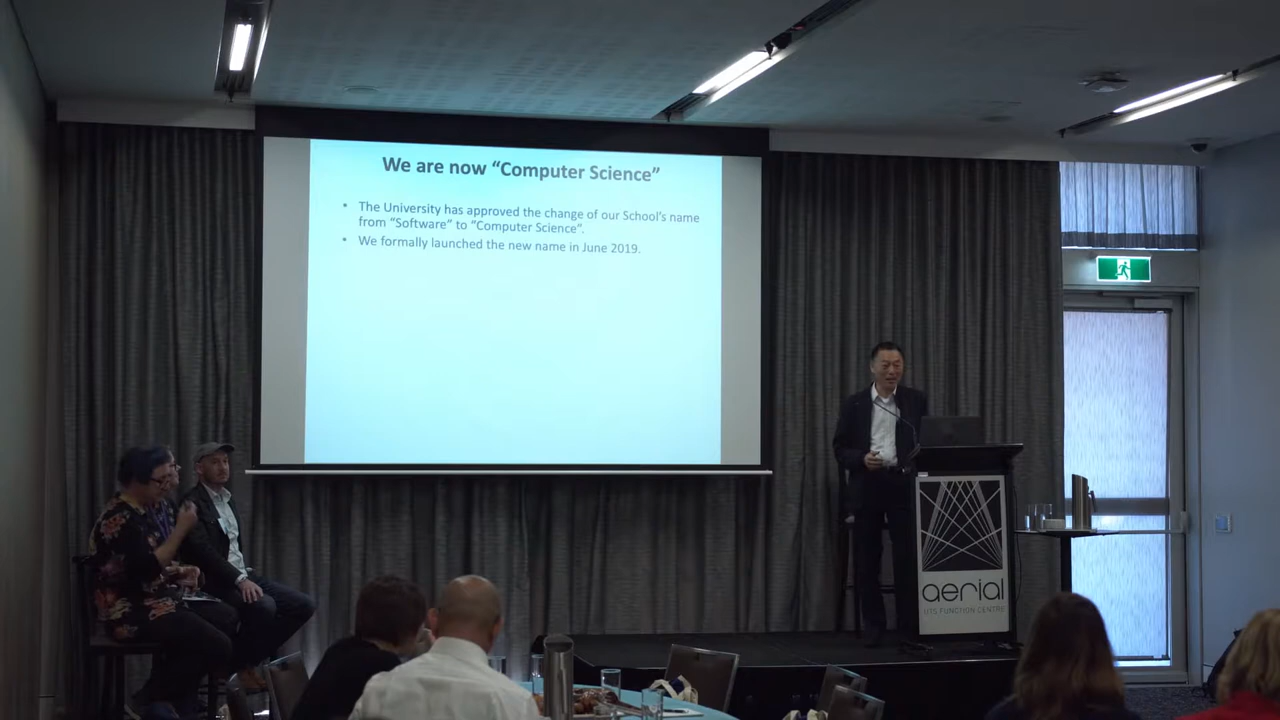 We are now “Computer Science”
• The University has approved the change of our School's name
from “Software” to “Computer Science”.
• We formally launched the new name in June 2019.
aerial
UTS FUNCTION CENTRE